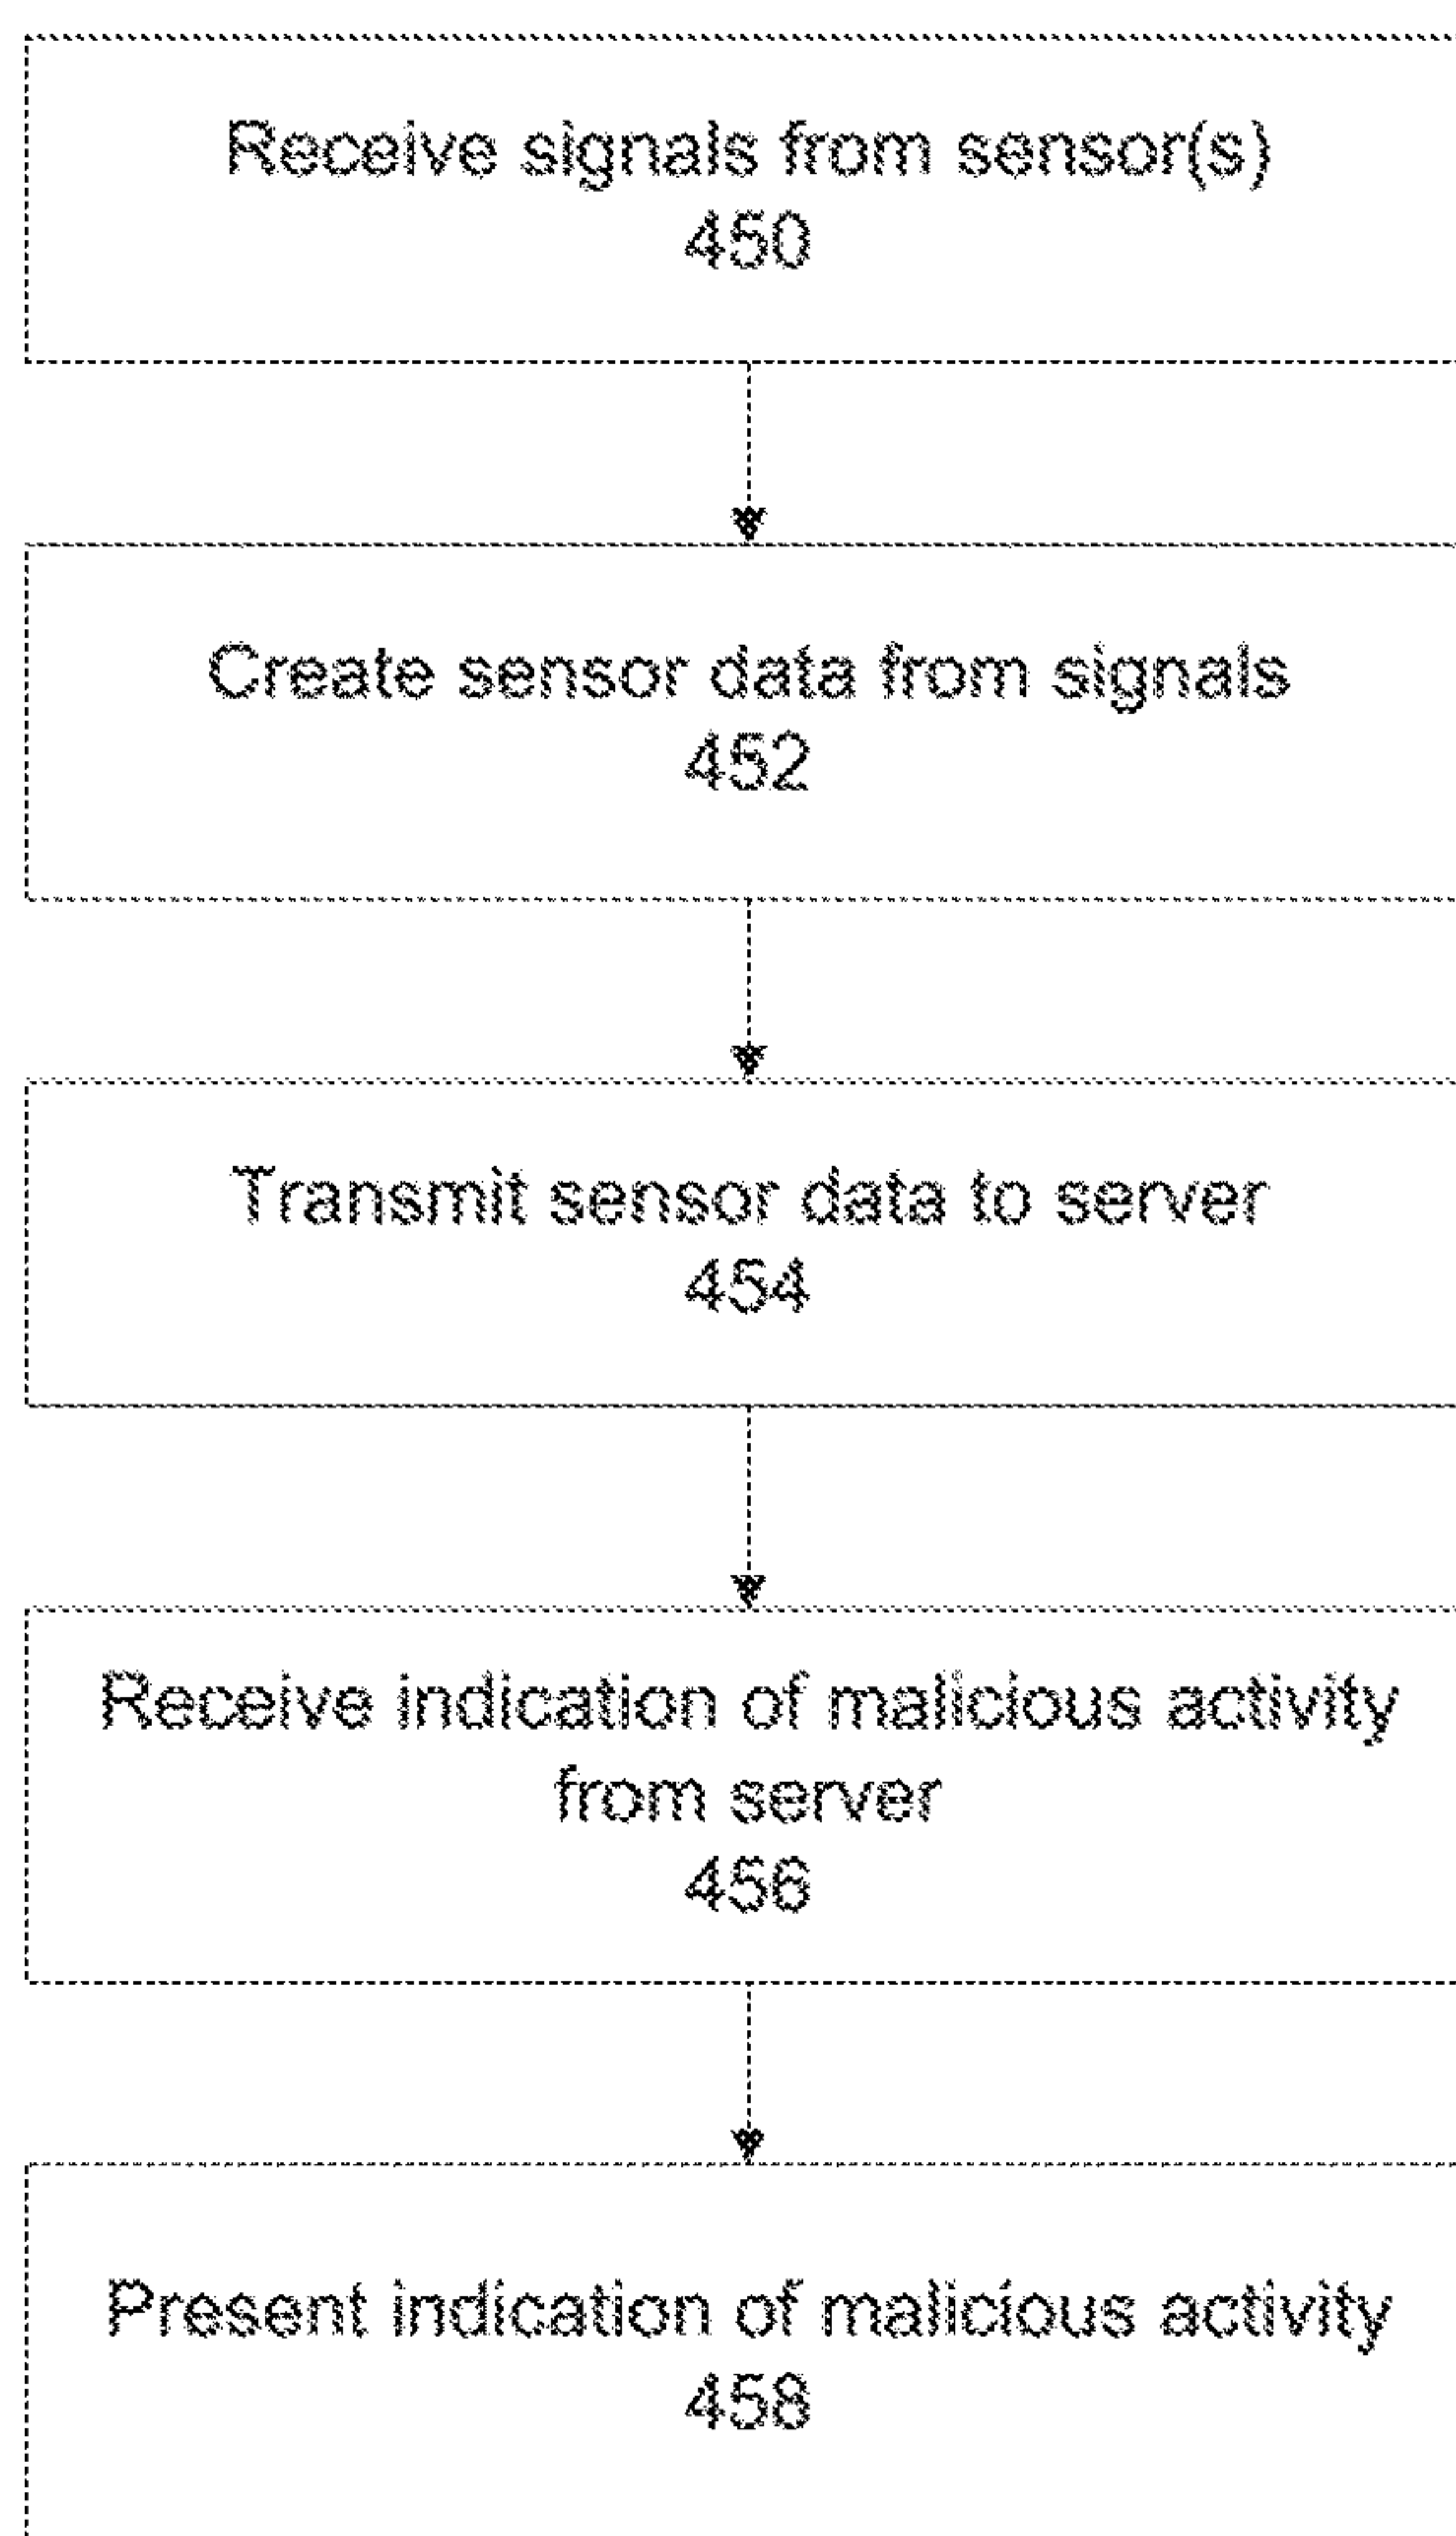 Receive signals from sensor(s)
450
Create sensor data from signals
452
Transmit sensor data to server
454
Receive indication of malicious activity
from server
456
Present indication of malicious activity
458